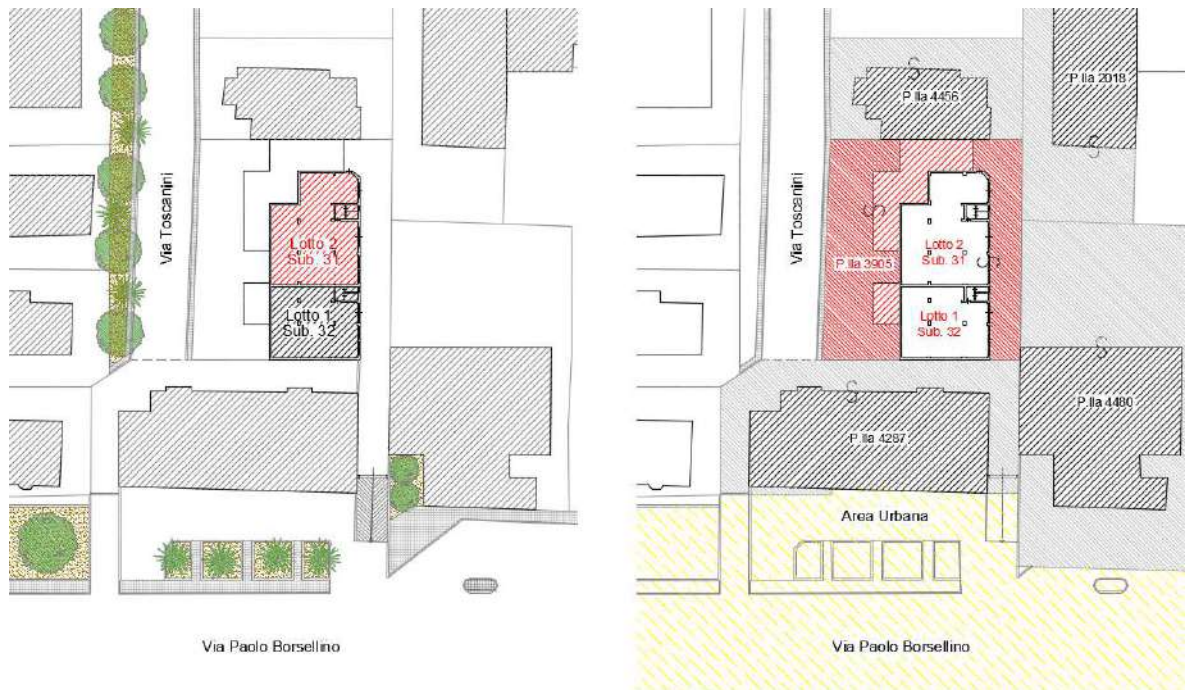 Via Toscanini
Lotto 2
Sub. 31
Lotto 1
Sub. 32
Via Paolo Borsellino
P.lla 4456
P.lla 2018
Via Toscanini
P.lla 3905
Lotto 2
Sub. 31
Lotto 1
Sub. 32
P.lla 4287
P.lla 4480
Area Urbana
Via Paolo Borsellino